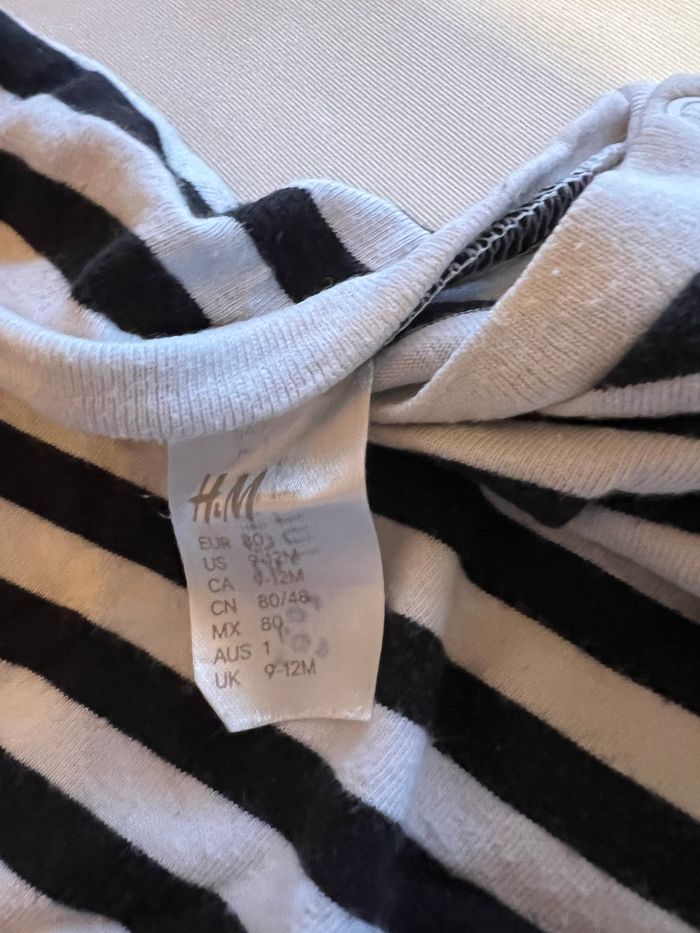 H&M
EUR 80
US 9-12M
CA 9-12M
CN 80/48
MX 80
AUS 1
UK 9-12M